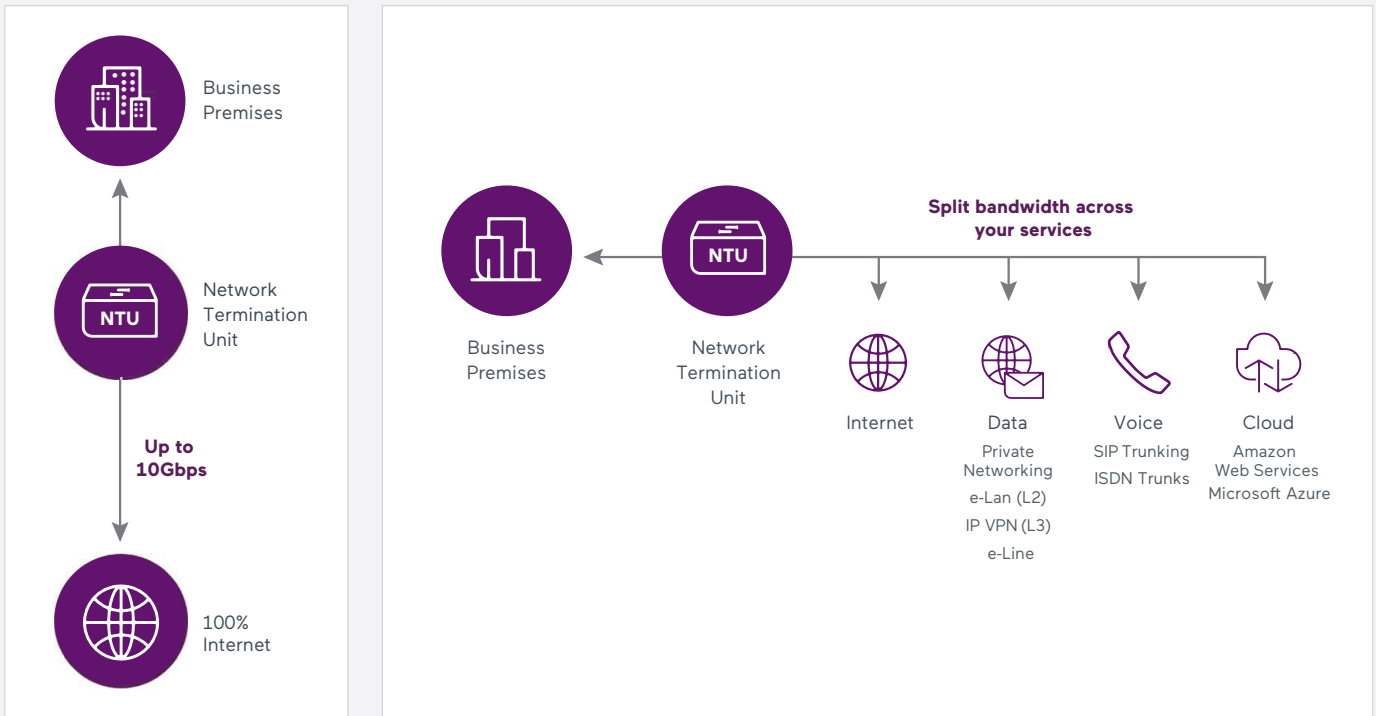 Business
Premises
NTU
Network
Termination
Unit
Up to
10Gbps
100%
Internet
Split bandwidth across
your services
NTU
Business
Premises
Network
Termination
Unit
Internet
Data
Private
Networking
e-Lan (L2)
IP VPN (L3)
e-Line
Voice
SIP Trunking
ISDN Trunks
Cloud
Amazon
Web Services
Microsoft Azure